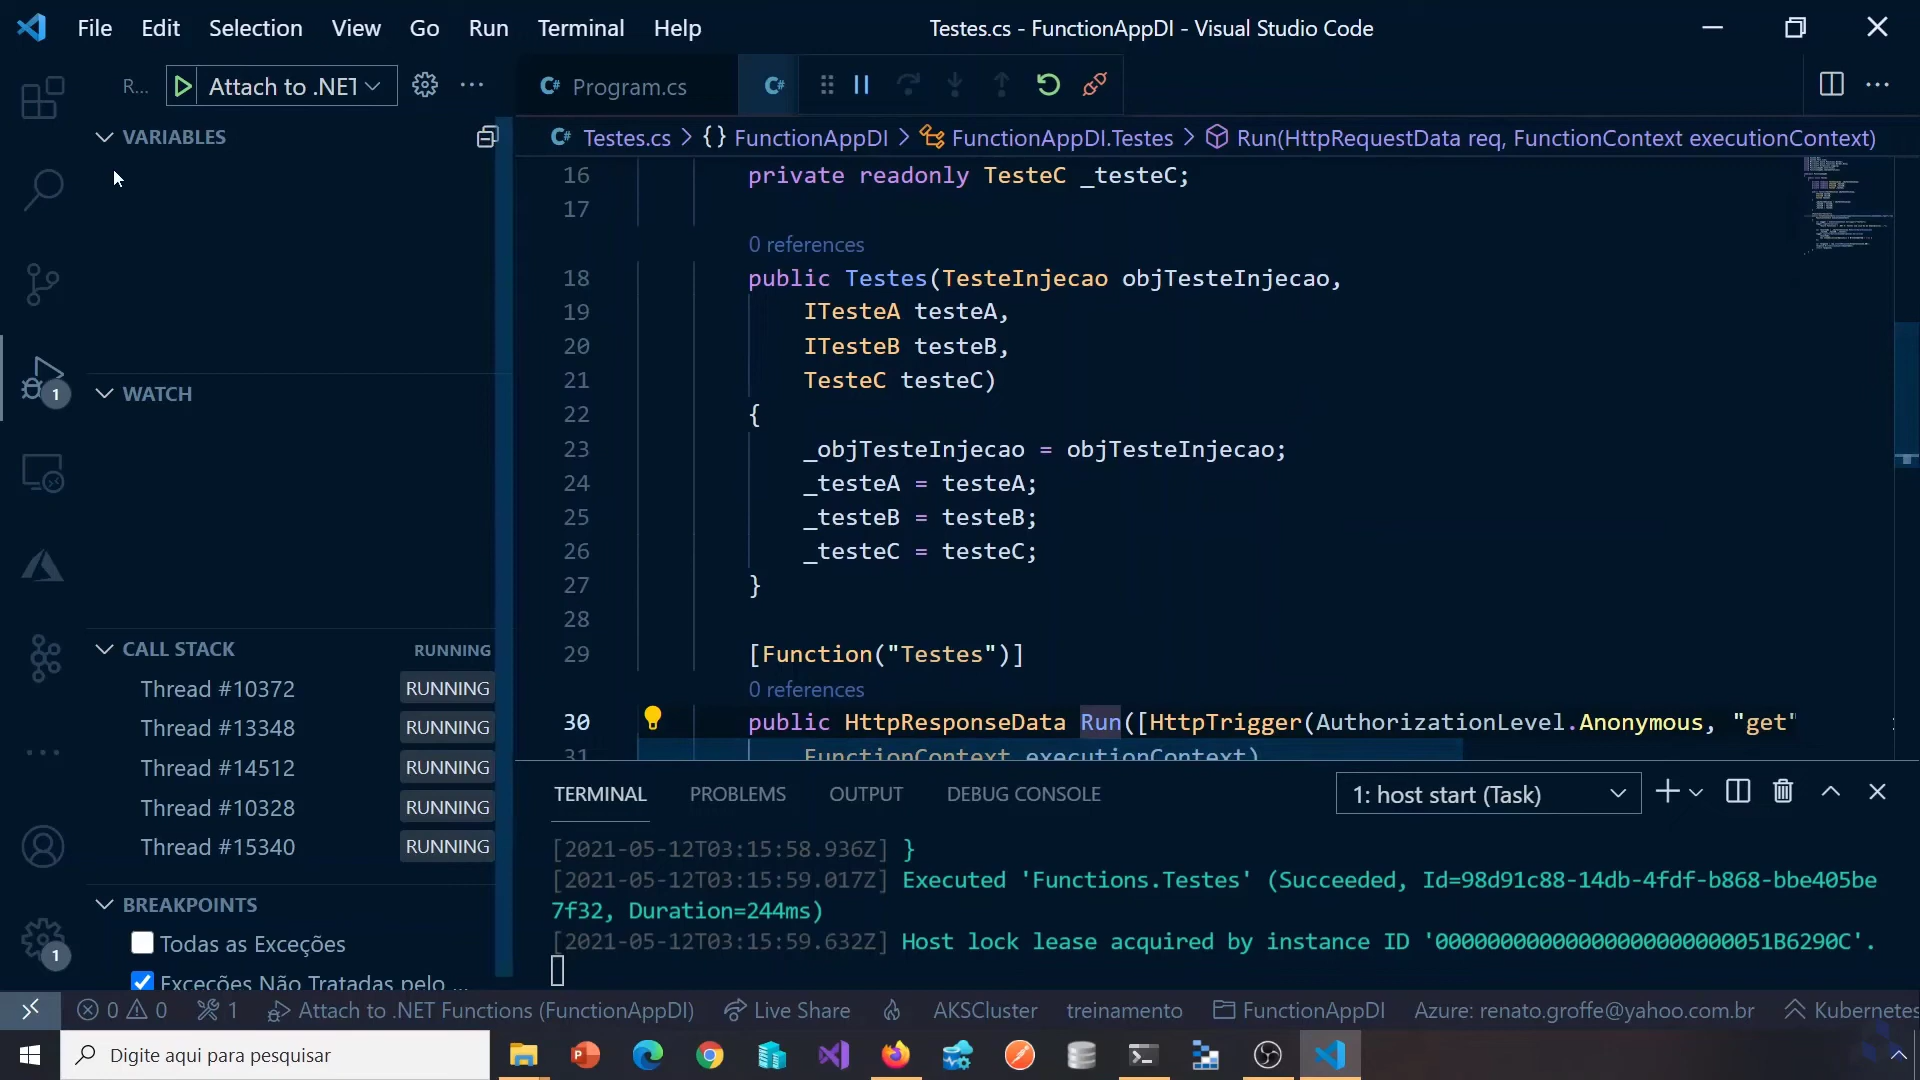 File Edit Selection View Go Run Terminal Help
Testes.cs - FunctionAppDI - Visual Studio Code
R... Attach to .NET
Program.cs
VARIABLES
Testes.cs > {} FunctionAppDI > FunctionAppDI.Testes > Run(HttpRequestData req, FunctionContext executionContext)
16 private readonly TesteC _testeC;
17
0 references
18 public Testes(TesteInjecao objTesteInjecao,
19 ITesteA testeA,
20 ITesteB testeB,
21 TesteC testeC)
22 {
23 _objTesteInjecao = objTesteInjecao;
24 _testeA = testeA;
25 _testeB = testeB;
26 _testeC = testeC;
27 }
28
29 [Function("Testes")]
0 references
30 public HttpResponseData Run([HttpTrigger(AuthorizationLevel.Anonymous, "get"
31 FunctionContext executionContext)
1
WATCH
CALL STACK RUNNING
Thread #10372 RUNNING
Thread #13348 RUNNING
Thread #14512 RUNNING
Thread #10328 RUNNING
Thread #15340 RUNNING
BREAKPOINTS
Todas as Exceções
Exceções Não Tratadas pelo ...
1
TERMINAL PROBLEMS OUTPUT DEBUG CONSOLE 1: host start (Task)
[2021-05-12T03:15:58.936Z] }
[2021-05-12T03:15:59.017Z] Executed 'Functions.Testes' (Succeeded, Id=98d91c88-14db-4fdf-b868-bbe405be
7f32, Duration=244ms)
[2021-05-12T03:15:59.632Z] Host lock lease acquired by instance ID '000000000000000000000000051B6290C'.
0 0 1 Attach to .NET Functions (FunctionAppDI) Live Share AKSCluster treinamento FunctionAppDI Azure: renato.groffe@yahoo.com.br Kubernetes
Digite aqui para pesquisar